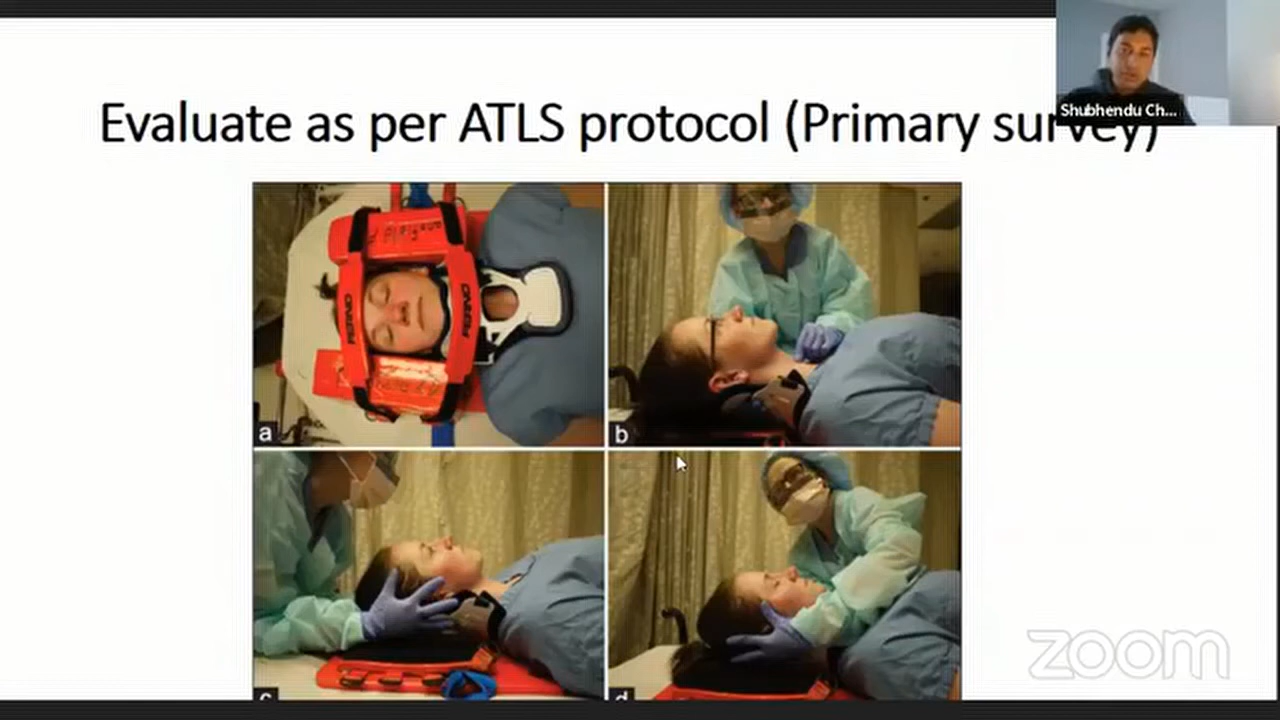 Evaluate as per ATLS protocol (Primary survey)
Shubhendu Ch...
FERNO
FERNO
a
b
c
d
zoom